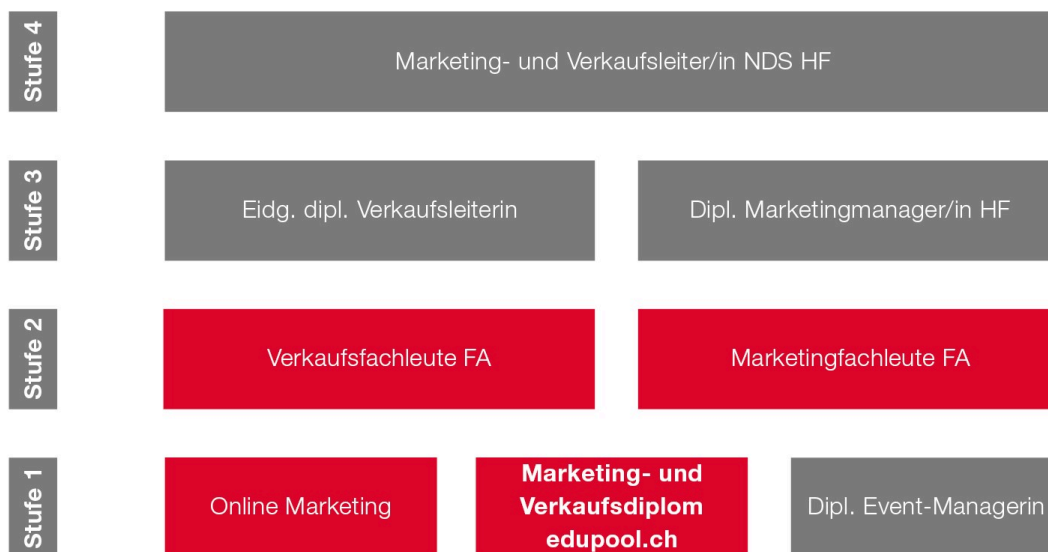 Stufe 4
Marketing- und Verkaufsleiter/in NDS HF
Stufe 3
Eidg. dipl. Verkaufsleiterin
Dipl. Marketingmanager/in HF
Stufe 2
Verkaufsfachleute FA
Marketingfachleute FA
Stufe 1
Online Marketing
Marketing- und
Verkaufsdiplom
edupool.ch
Dipl. Event-Managerin